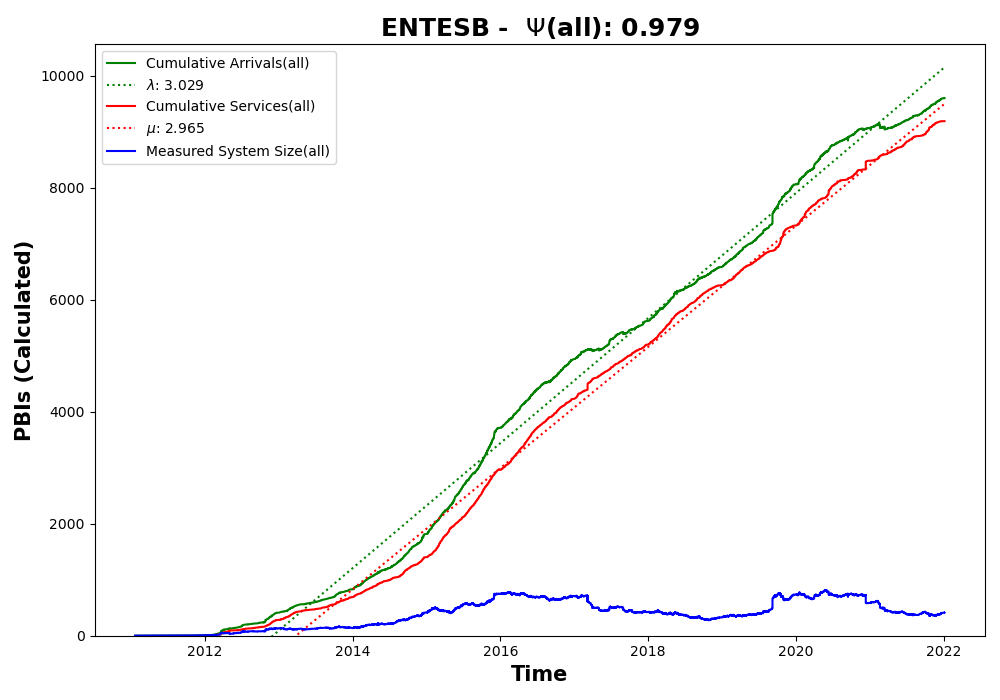 ENTESB - Ψ(all): 0.979
Cumulative Arrivals(all)
λ: 3.029
Cumulative Services(all)
μ: 2.965
Measured System Size(all)
PBIs (Calculated)
10000
8000
6000
4000
2000
0
2012 2014 2016 2018 2020 2022
Time